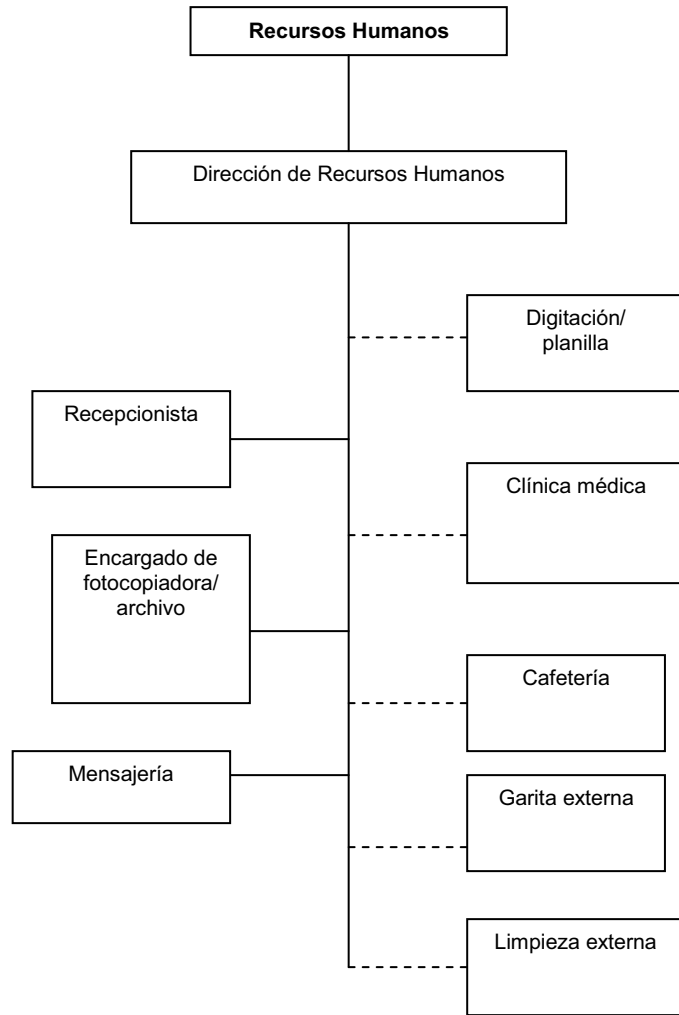 Recursos Humanos
Dirección de Recursos Humanos
Digitación/
planilla
Recepcionista
Clínica médica
Encargado de
fotocopiadora/
archivo
Cafetería
Mensajería
Garita externa
Limpieza externa